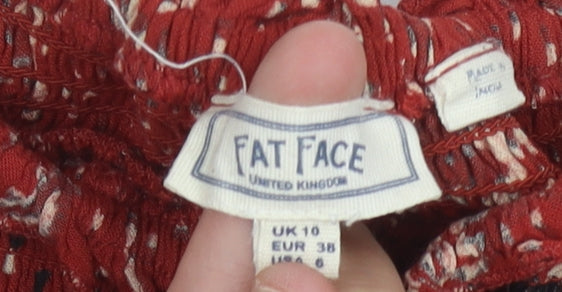 FAT FACE
UNITED KINGDOM
UK 10
EUR 38
USA 6
MADE IN
INDIA